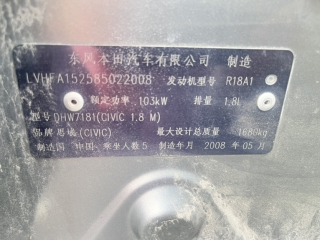 东风本田汽车有限公司 制造
LVHFA152585022008 发动机型号 R18A1
额定功率 103kW 排量 1.8L
型号 DHW7181(CIVIC 1.8 M)
品牌 思域(CIVIC) 最大设计总质量 1680kg
制造国 中国 乘坐人数 5 制造年月 2008 年 05 月